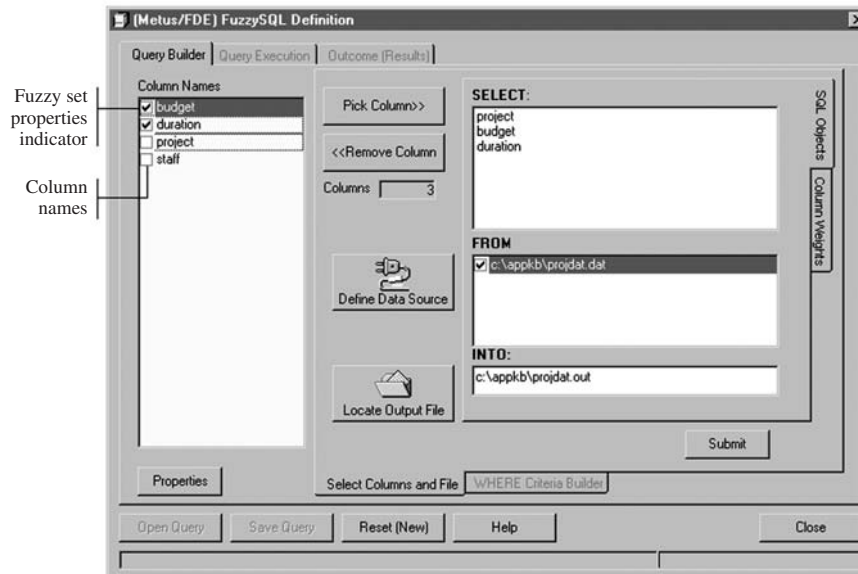 (Metus/FDE) FuzzySQL Definition
Query Builder
Query Execution
Outcome (Results)
Fuzzy set
properties
indicator
Column
names
Column Names
budget
duration
project
staff
Properties
Pick Column>>
<<Remove Column
Columns 3
Define Data Source
Locate Output File
SELECT:
project
budget
duration
FROM
c:\appkb\projdat.dat
INTO:
c:\appkb\projdat.out
SQL Objects
Column Weights
Submit
Select Columns and File
WHERE Criteria Builder
Open Query
Save Query
Reset (New)
Help
Close